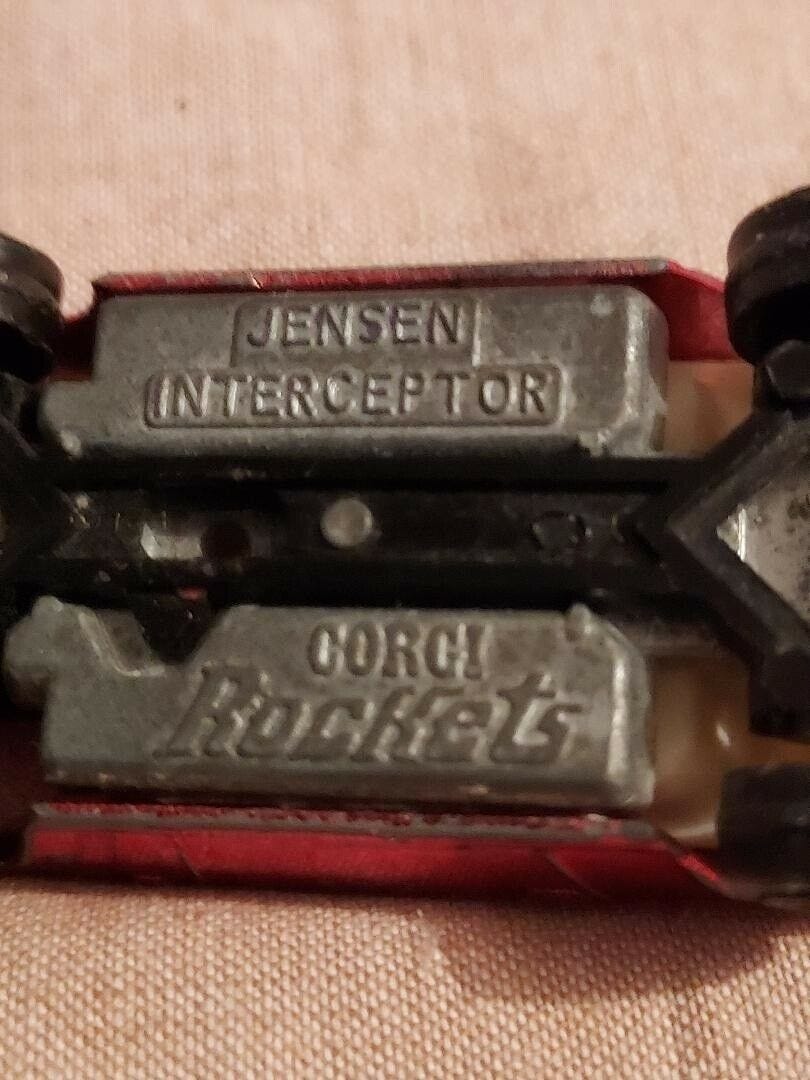 JENSEN
INTERCEPTOR
CORGI
Rockets